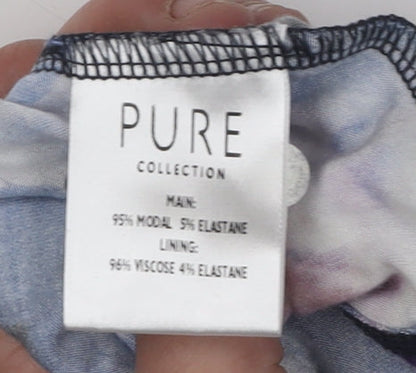 PURE
COLLECTION
MAIN:
95% MODAL 5% ELASTANE
LINING:
96% VISCOSE 4% ELASTANE